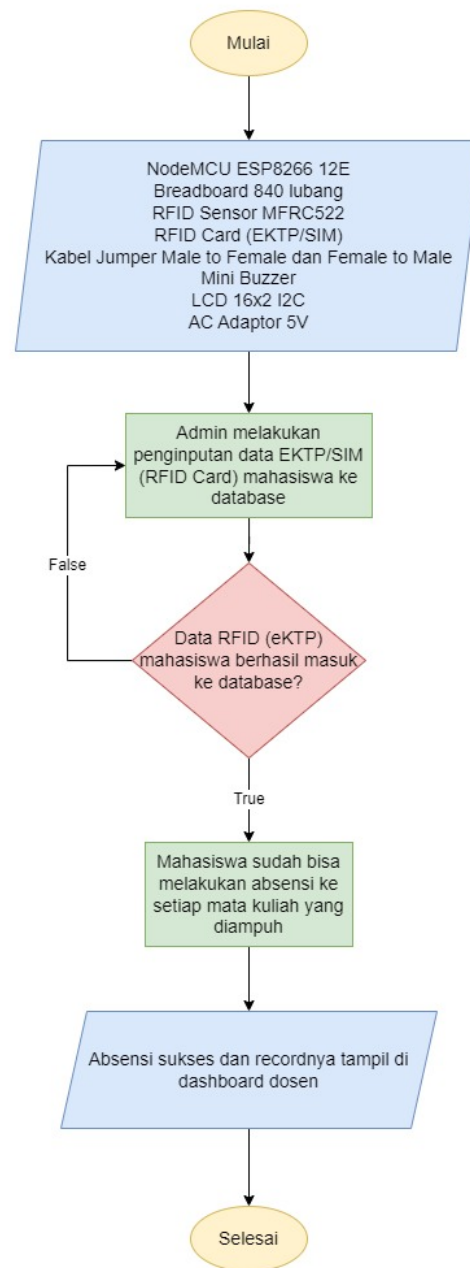 Mulai
NodeMCU ESP8266 12E
Breadboard 840 lubang
RFID Sensor MFRC522
RFID Card (EKTP/SIM)
Kabel Jumper Male to Female dan Female to Male
Mini Buzzer
LCD 16x2 I2C
AC Adaptor 5V
Admin melakukan
penginputan data EKTP/SIM
(RFID Card) mahasiswa ke
database
False
Data RFID (eKTP)
mahasiswa berhasil masuk
ke database?
True
Mahasiswa sudah bisa
melakukan absensi ke
setiap mata kuliah yang
diampuh
Absensi sukses dan recordnya tampil di
dashboard dosen
Selesai